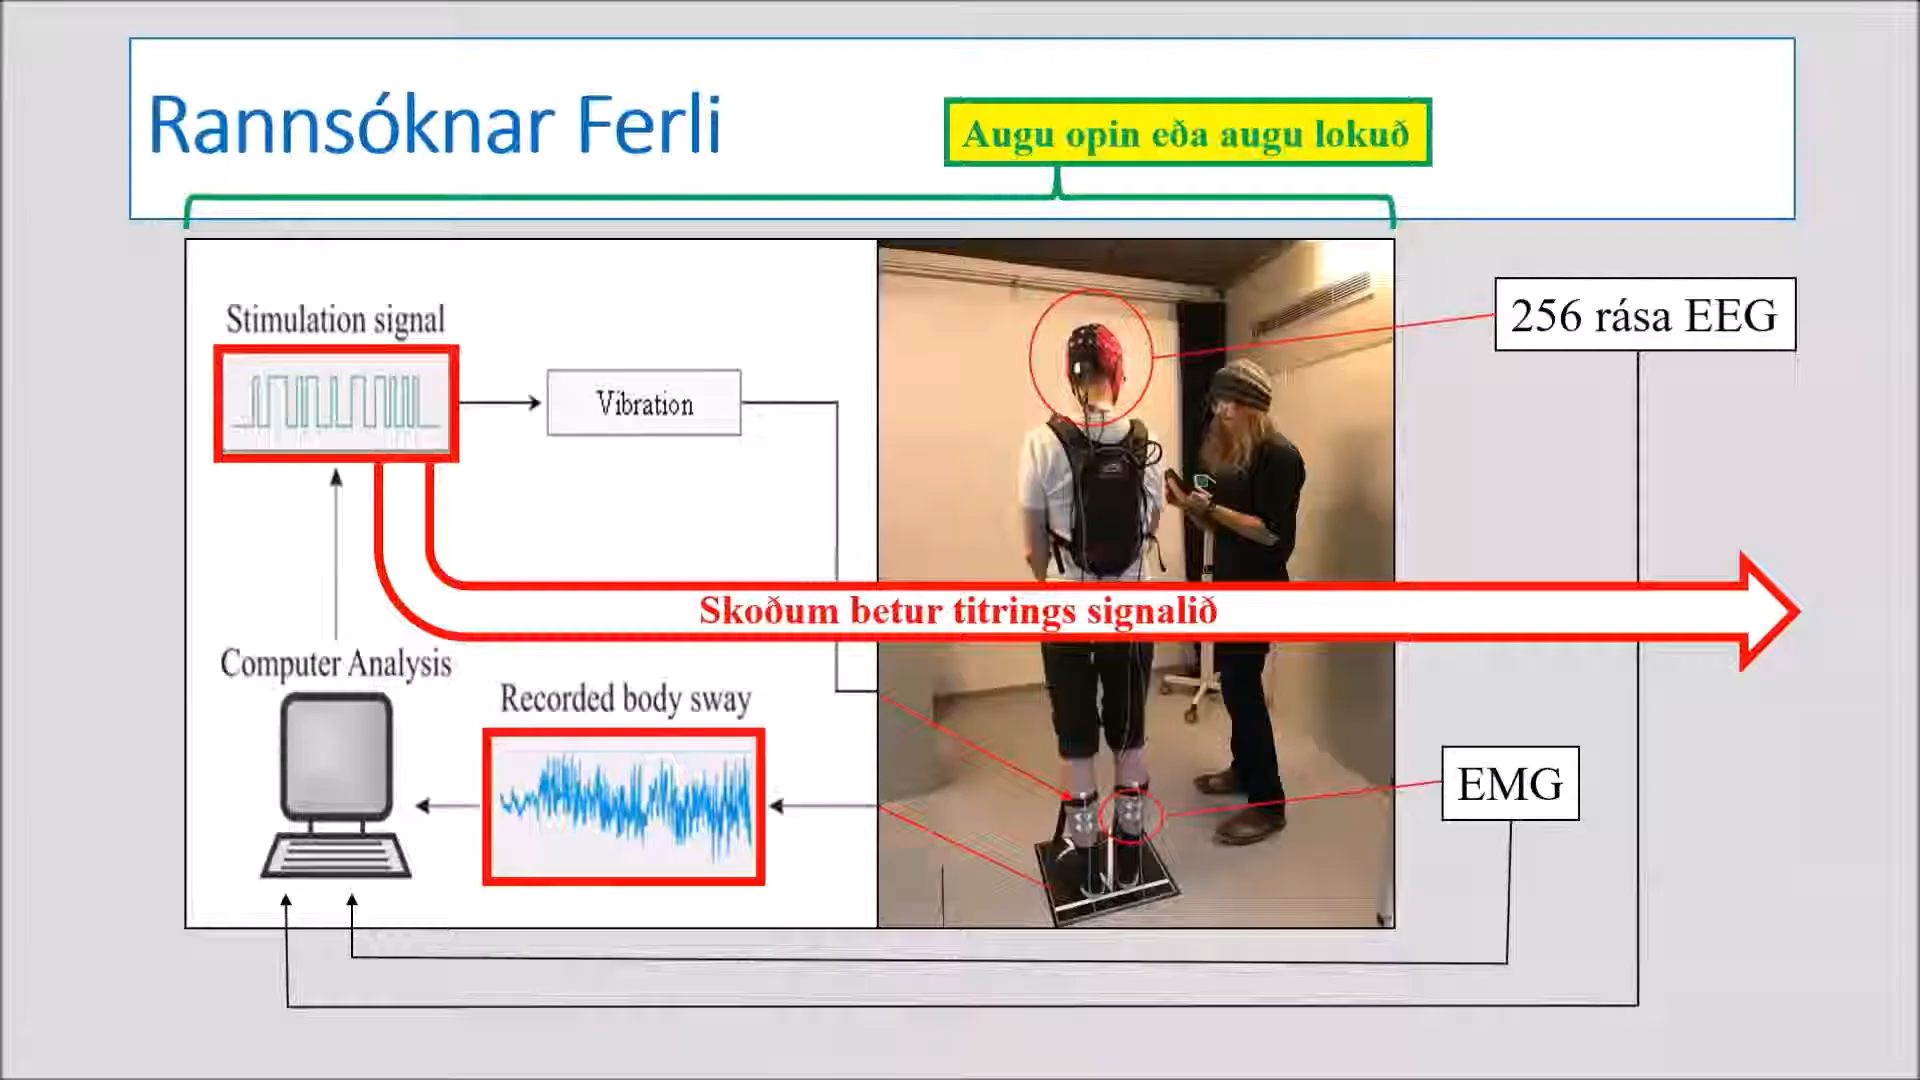 Rannsóknar Ferli
Augu opin eða augu lokuð
Stimulation signal
Vibration
256 rása EEG
Skoðum betur titrings signalið
Computer Analysis
Recorded body sway
EMG